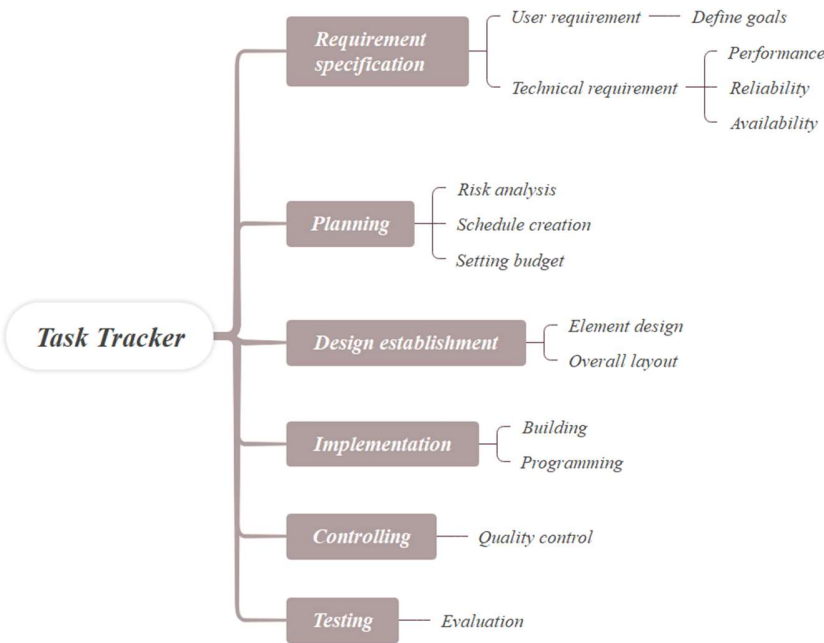 Task Tracker
Requirement
specification
User requirement
Define goals
Technical requirement
Performance
Reliability
Availability
Planning
Risk analysis
Schedule creation
Setting budget
Design establishment
Element design
Overall layout
Implementation
Building
Programming
Controlling
Quality control
Testing
Evaluation